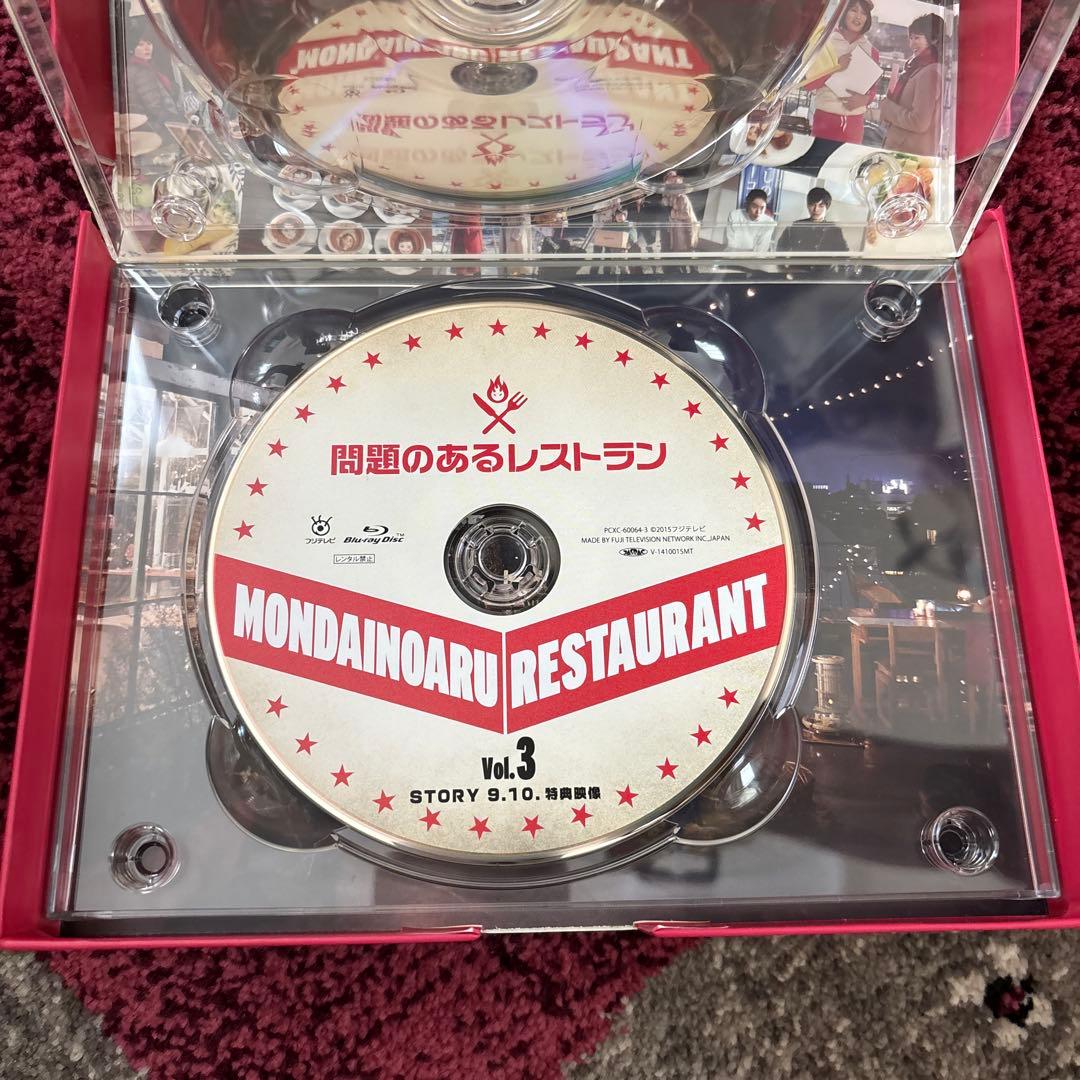 問題のあるレストラン
フジテレビ
Blu-ray Disc™
レンタル禁止
PCXC-60064-3 ©2015フジテレビ
MADE BY FUJI TELEVISION NETWORK INC,JAPAN
V-1410015MT
MONDAINOARU RESTAURANT
Vol.3
STORY 9.10.特典映像